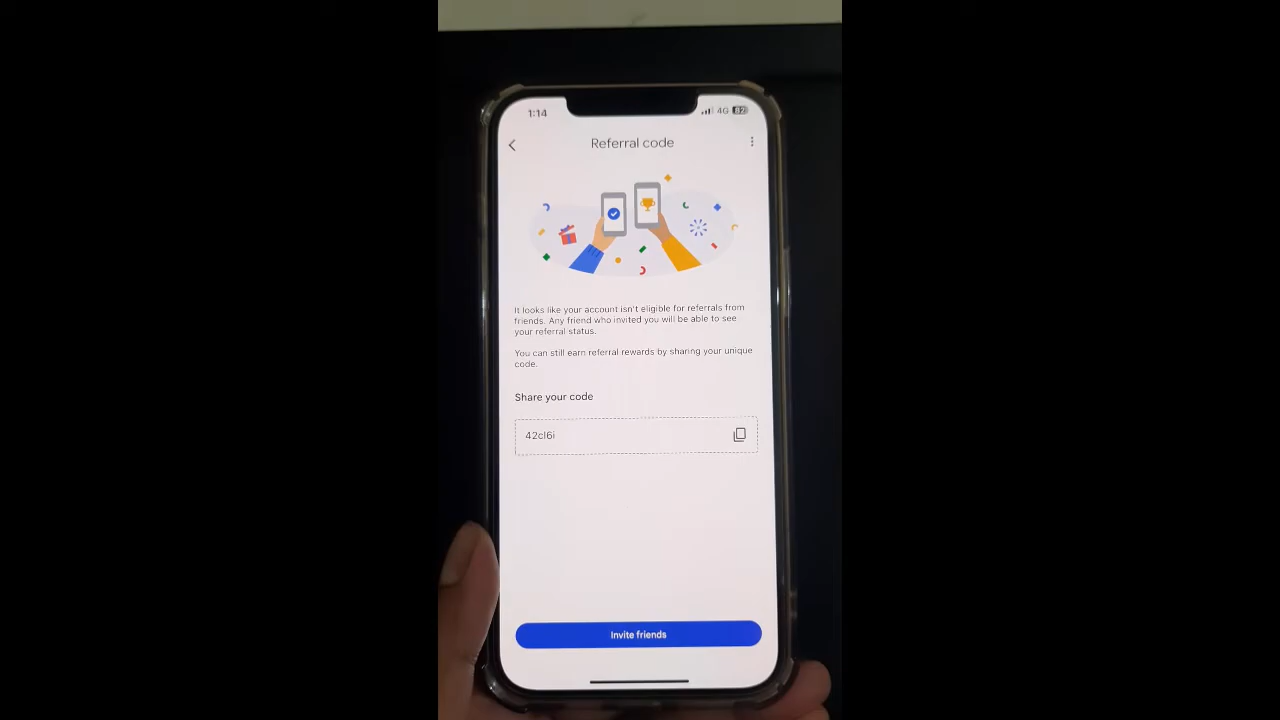 1:14
4G 82
Referral code
It looks like your account isn't eligible for referrals from
friends. Any friend who invited you will be able to see
your referral status.
You can still earn referral rewards by sharing your unique
code.
Share your code
42cl6i
Invite friends